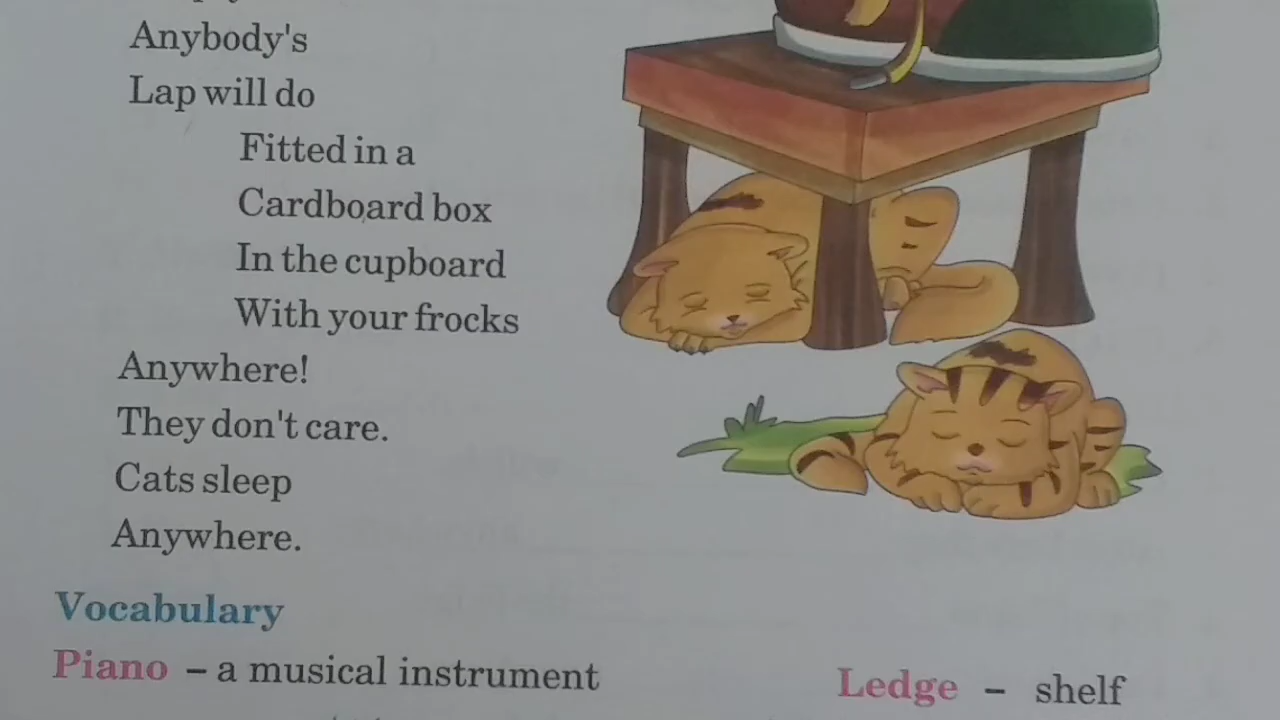 Anybody's
Lap will do
Fitted in a
Cardboard box
In the cupboard
With your frocks
Anywhere!
They don't care.
Cats sleep
Anywhere.
Vocabulary
Piano – a musical instrument
Ledge – shelf